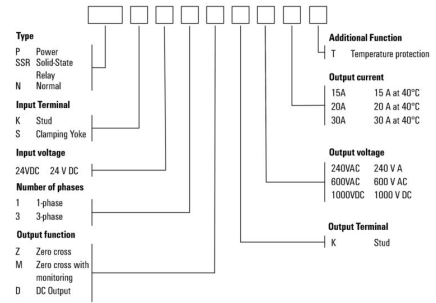 Type
P Power
SSR Solid-State
Relay
N Normal
Input Terminal
K Stud
S Clamping Yoke
Input voltage
24VDC 24 V DC
Number of phases
1 1-phase
3 3-phase
Output function
Z Zero cross
M Zero cross with
monitoring
D DC Output
Additional Function
T Temperature protection
Output current
15A 15 A at 40°C
20A 20 A at 40°C
30A 30 A at 40°C
Output voltage
240VAC 240 V A
600VAC 600 V AC
1000VDC 1000 V DC
Output Terminal
K Stud